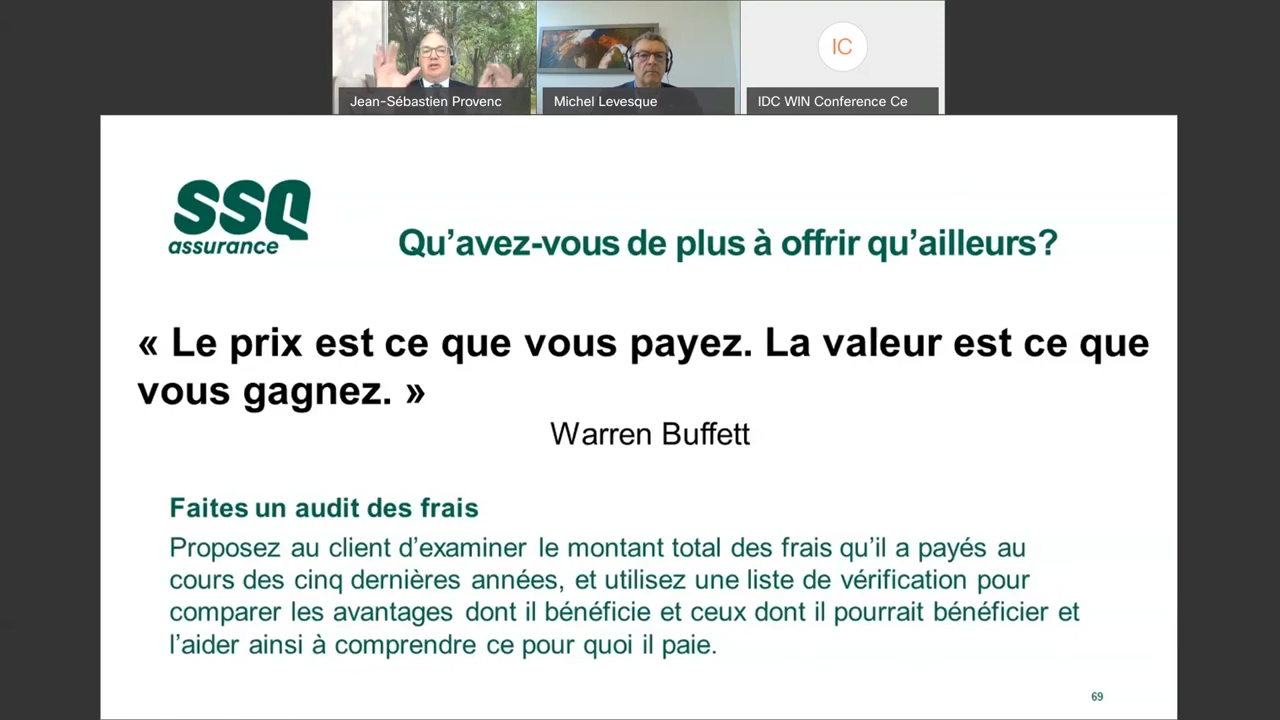 IC
Jean-Sébastien Provenc
Michel Levesque
IDC WIN Conference Ce
SSQ
assurance
Qu’avez-vous de plus à offrir qu’ailleurs?
« Le prix est ce que vous payez. La valeur est ce que
vous gagnez. »
Warren Buffett
Faites un audit des frais
Proposez au client d’examiner le montant total des frais qu’il a payés au
cours des cinq dernières années, et utilisez une liste de vérification pour
comparer les avantages dont il bénéficie et ceux dont il pourrait bénéficier et
l’aider ainsi à comprendre ce pour quoi il paie.
69